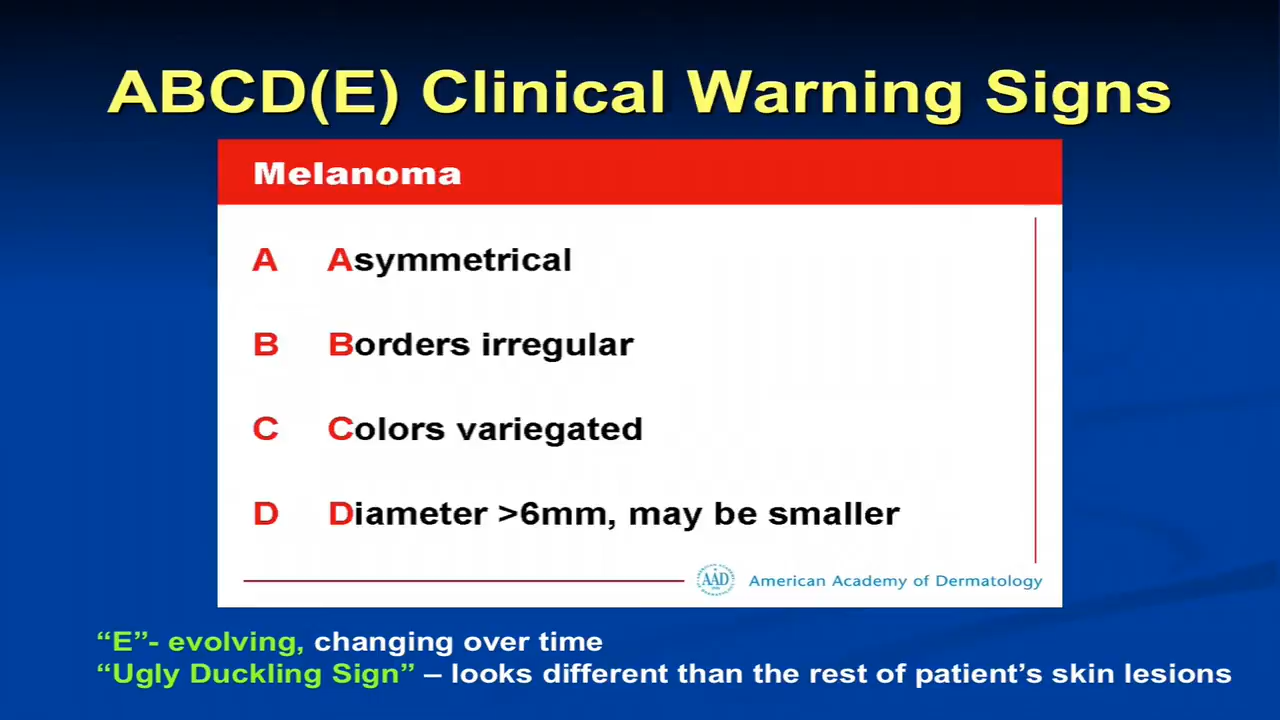 ABCD(E) Clinical Warning Signs
Melanoma
A Asymmetrical
B Borders irregular
C Colors variegated
D Diameter >6mm, may be smaller
AAD American Academy of Dermatology
“E”- evolving, changing over time
“Ugly Duckling Sign” – looks different than the rest of patient’s skin lesions